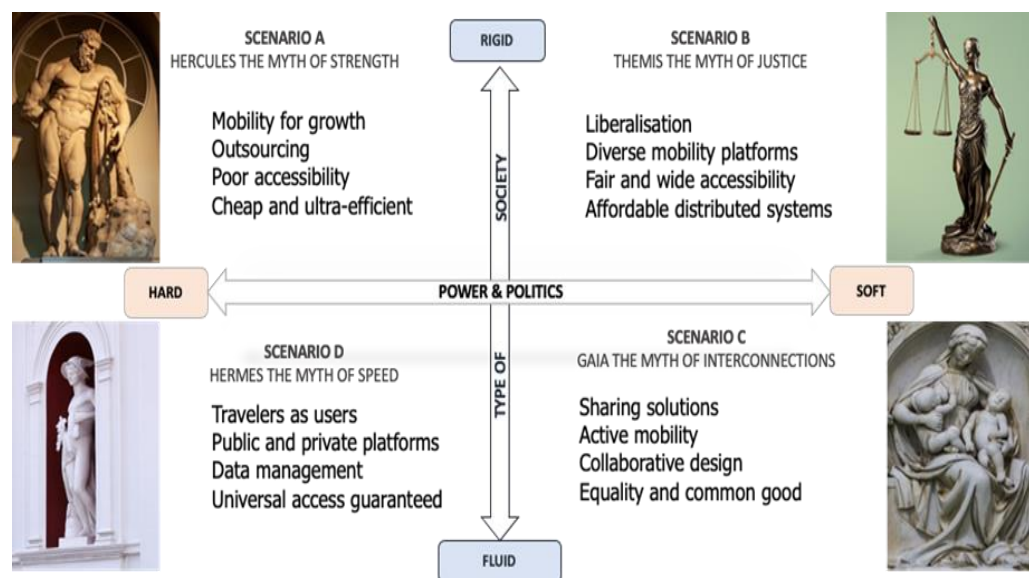 SCENARIO A
HERCULES THE MYTH OF STRENGTH
Mobility for growth
Outsourcing
Poor accessibility
Cheap and ultra-efficient
RIGID
SCENARIO B
THEMIS THE MYTH OF JUSTICE
Liberalisation
Diverse mobility platforms
Fair and wide accessibility
Affordable distributed systems
HARD
POWER & POLITICS
SOFT
TYPE OF SOCIETY
SCENARIO D
HERMES THE MYTH OF SPEED
Travelers as users
Public and private platforms
Data management
Universal access guaranteed
SCENARIO C
GAIA THE MYTH OF INTERCONNECTIONS
Sharing solutions
Active mobility
Collaborative design
Equality and common good
FLUID